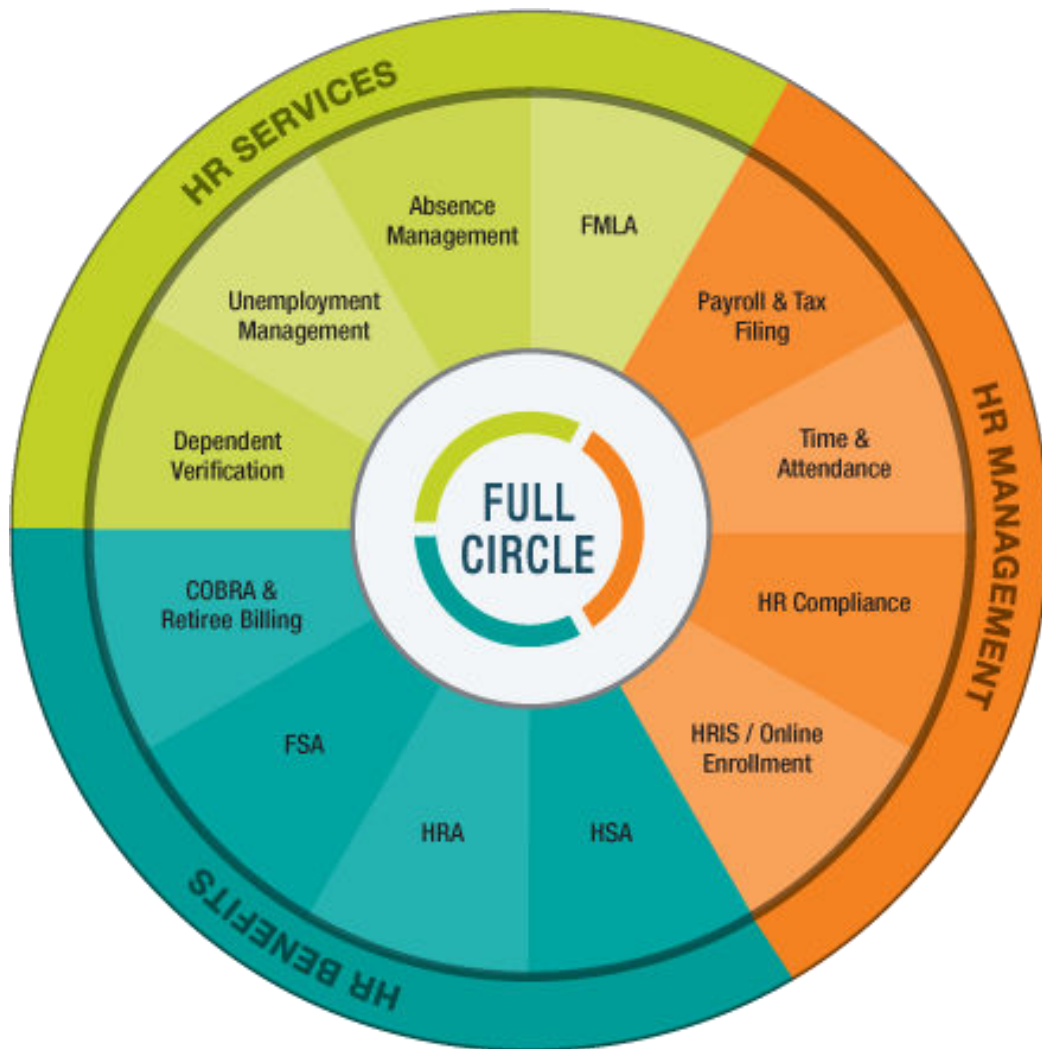 HR SERVICES
Absence
Management
FMLA
Unemployment
Management
Dependent
Verification
HR MANAGEMENT
Payroll & Tax
Filing
Time &
Attendance
HR Compliance
HRIS / Online
Enrollment
FULL
CIRCLE
HR BENEFITS
COBRA &
Retiree Billing
FSA
HRA
HSA